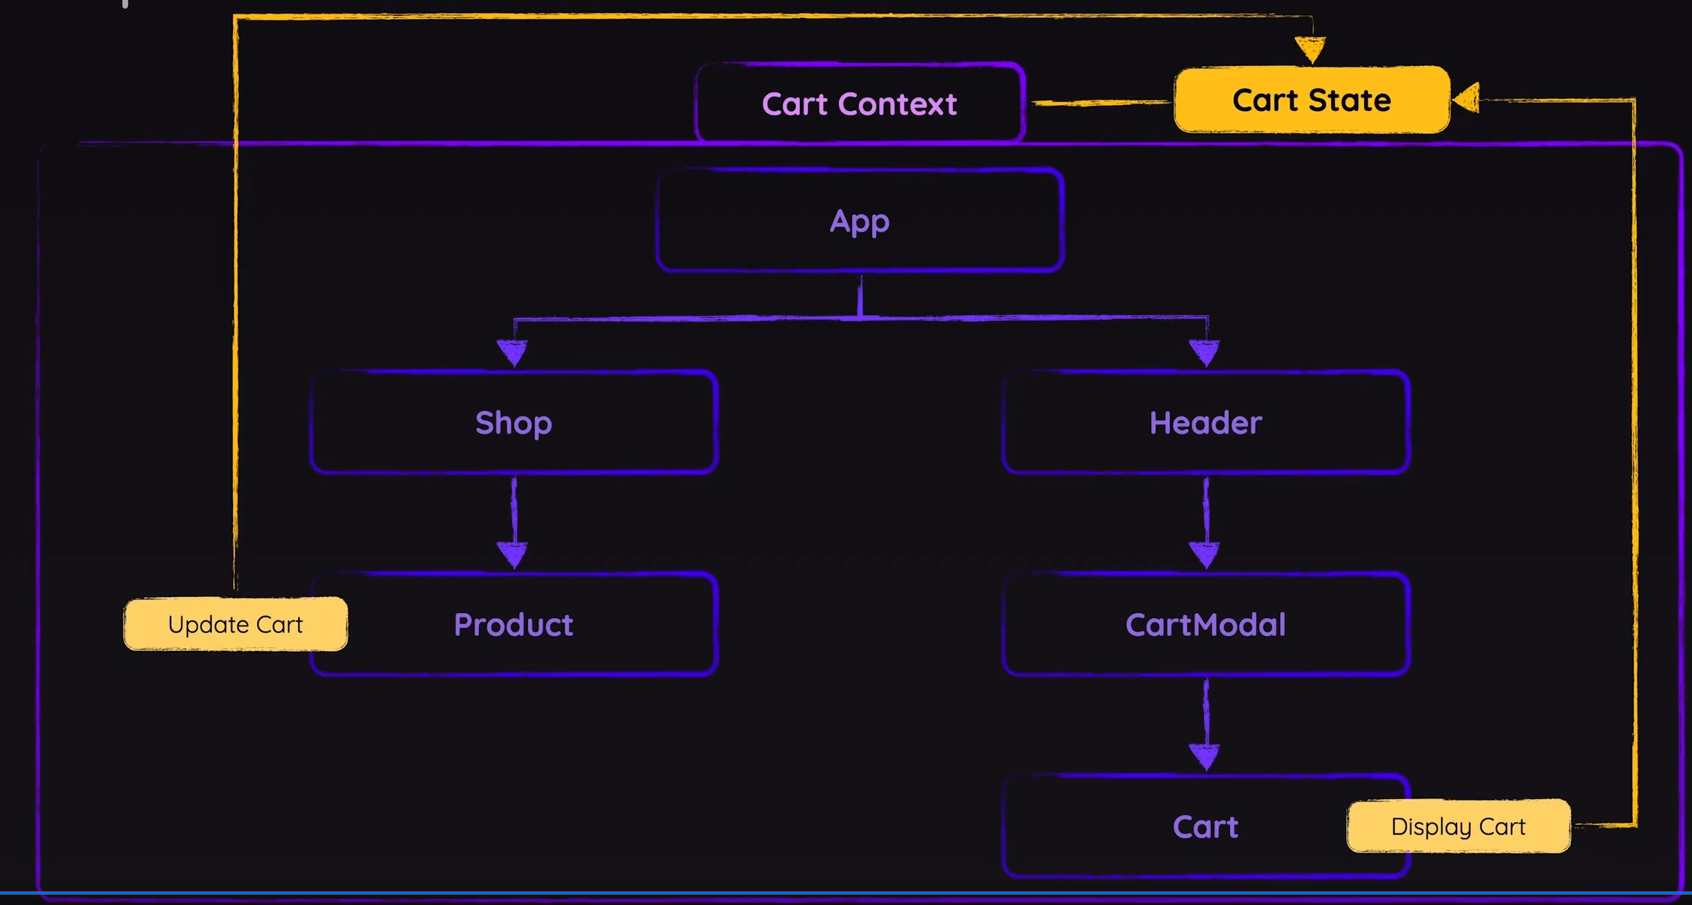 Cart Context
Cart State
App
Shop
Header
Update Cart
Product
CartModal
Cart
Display Cart